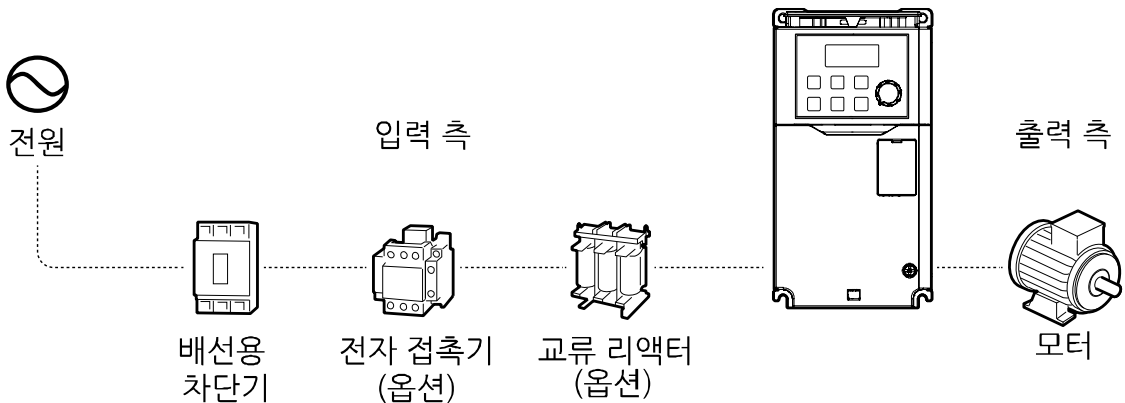 전원
입력 측
출력 측
배선용
차단기
전자 접촉기
(옵션)
교류 리액터
(옵션)
모터